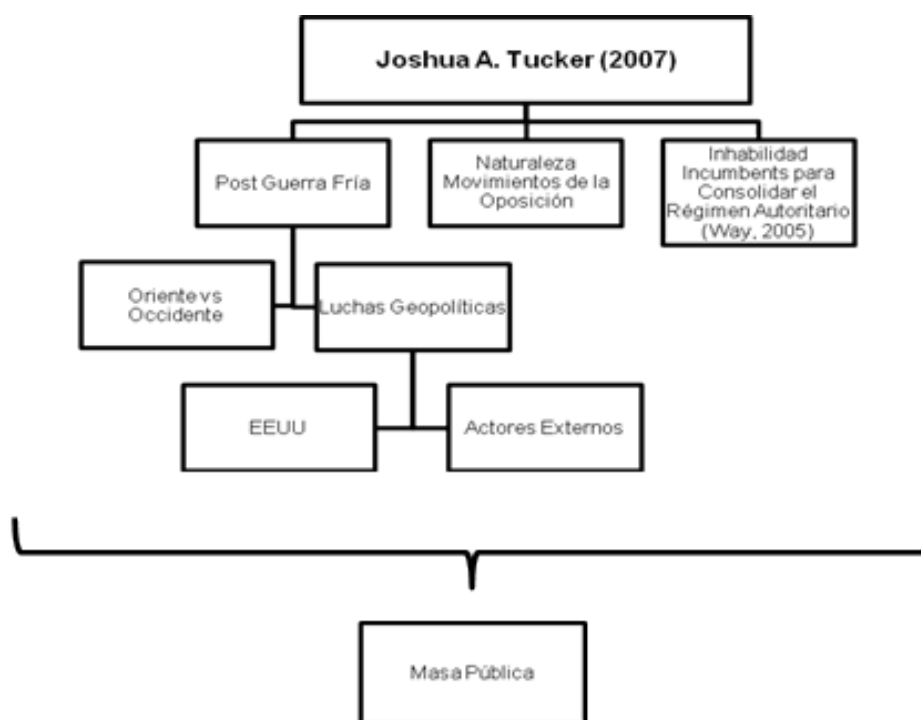 Joshua A. Tucker (2007)
Post Guerra Fría
Naturaleza
Movimientos de la
Oposición
Inhabilidad
Incumbents para
Consolidar el
Régimen Autoritario
(Way, 2005)
Oriente vs
Occidente
Luchas Geopolíticas
EEUU
Actores Externos
Masa Pública